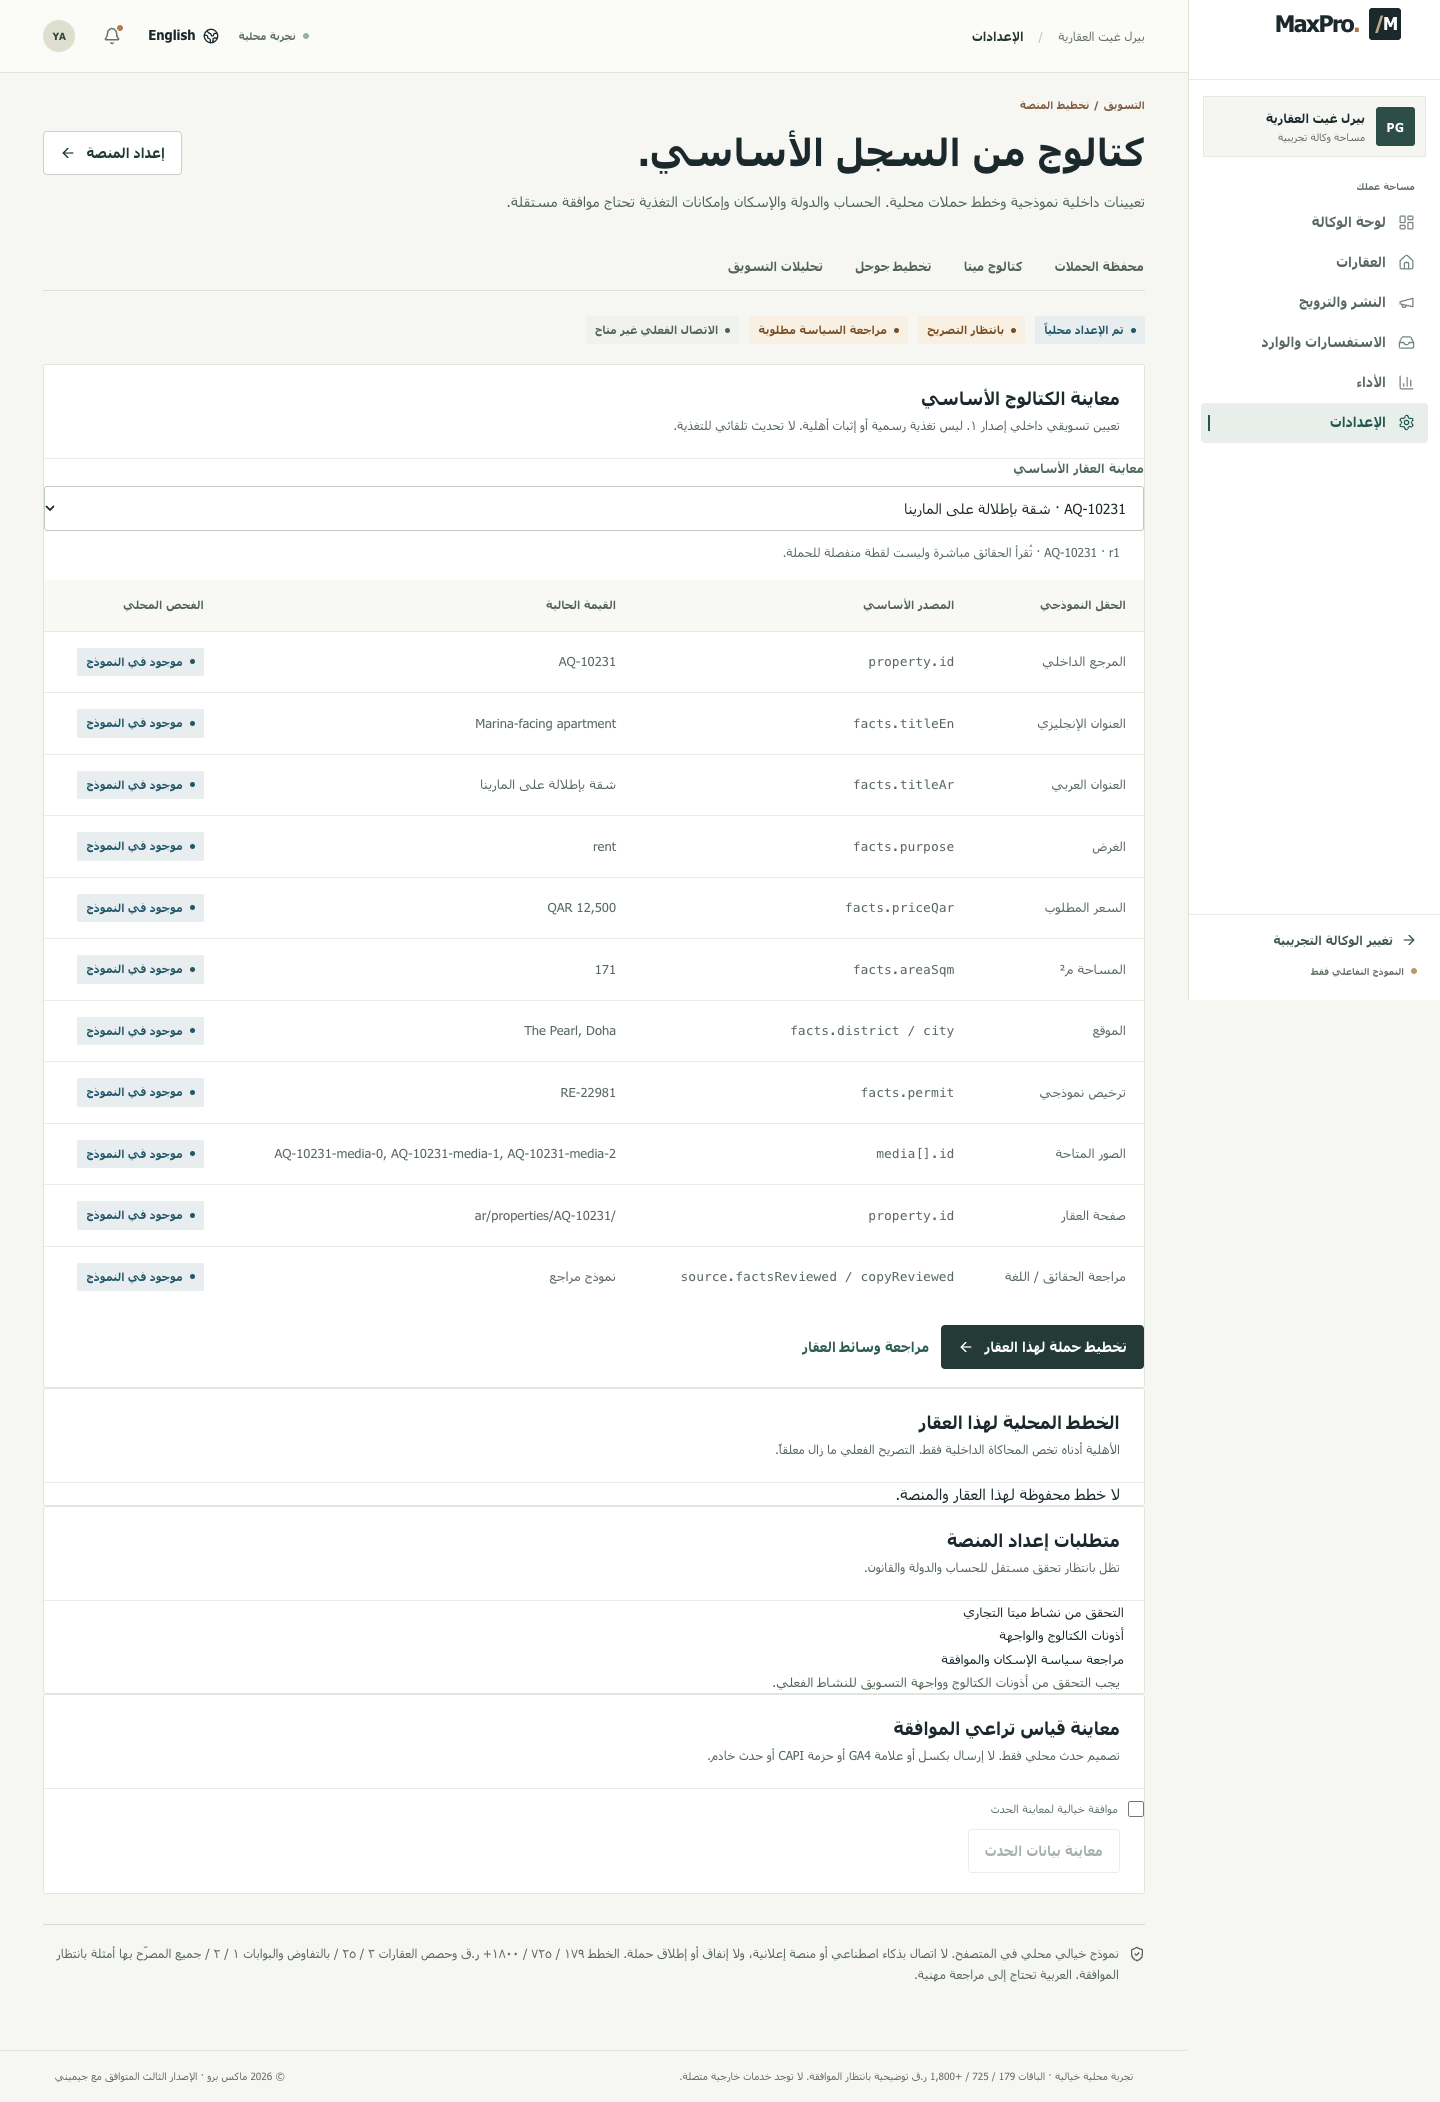 MaxPro.
/M
PG
بيرل غيت العقارية
مساحة وكالة تجريبية
مساحة عملك
لوحة الوكالة
العقارات
النشر والترويج
الاستفسارات والوارد
الأداء
الإعدادات
تغيير الوكالة التجريبية
النموذج التفاعلي فقط
بيرل غيت العقارية / الإعدادات
تجربة محلية
English
YA
التسويق / تخطيط المنصة
كتالوج من السجل الأساسي.
إعداد المنصة
تعيينات داخلية نموذجية وخطط حملات محلية. الحساب والدولة والإسكان وإمكانات التغذية تحتاج موافقة مستقلة.
محفظة الحملات
كتالوج ميتا
تخطيط جوجل
تحليلات التسويق
تم الإعداد محلياً
بانتظار التصريح
مراجعة السياسة مطلوبة
الاتصال الفعلي غير متاح
معاينة الكتالوج الأساسي
تعيين تسويقي داخلي إصدار ١. ليس تغذية رسمية أو إثبات أهلية. لا تحديث تلقائي للتغذية.
معاينة العقار الأساسي
AQ-10231 · شقة بإطلالة على المارينا
AQ-10231 · r1 · تُقرأ الحقائق مباشرة وليست لقطة منفصلة للحملة.
الحقل النموذجي المصدر الأساسي القيمة الحالية الفحص المحلي
المرجع الداخلي property.id AQ-10231 موجود في النموذج
العنوان الإنجليزي facts.titleEn Marina-facing apartment موجود في النموذج
العنوان العربي facts.titleAr شقة بإطلالة على المارينا موجود في النموذج
الغرض facts.purpose rent موجود في النموذج
السعر المطلوب facts.priceQar QAR 12,500 موجود في النموذج
المساحة م² facts.areaSqm 171 موجود في النموذج
الموقع facts.district / city The Pearl, Doha موجود في النموذج
ترخيص نموذجي facts.permit RE-22981 موجود في النموذج
الصور المتاحة media[].id AQ-10231-media-0, AQ-10231-media-1, AQ-10231-media-2 موجود في النموذج
صفحة العقار property.id ar/properties/AQ-10231/ موجود في النموذج
مراجعة الحقائق / اللغة source.factsReviewed / copyReviewed نموذج مراجع موجود في النموذج
تخطيط حملة لهذا العقار
مراجعة وسائط العقار
الخطط المحلية لهذا العقار
الأهلية أدناه تخص المحاكاة الداخلية فقط. التصريح الفعلي ما زال معلقاً.
لا خطط محفوظة لهذا العقار والمنصة.
متطلبات إعداد المنصة
تظل بانتظار تحقق مستقل للحساب والدولة والقانون.
التحقق من نشاط ميتا التجاري
أذونات الكتالوج والواجهة
مراجعة سياسة الإسكان والموافقة
يجب التحقق من أذونات الكتالوج وواجهة التسويق للنشاط الفعلي.
معاينة قياس تراعي الموافقة
تصميم حدث محلي فقط. لا إرسال بكسل أو علامة GA4 أو حزمة CAPI أو حدث خادم.
موافقة خيالية لمعاينة الحدث
معاينة بيانات الحدث
نموذج خيالي محلي في المتصفح. لا اتصال بذكاء اصطناعي أو منصة إعلانية، ولا إنفاق أو إطلاق حملة. الخطط ١٧٩ / ٧٢٥ / ١٨٠٠+ ر.ق وحصص العقارات ٣ / ٢٥ / بالتفاوض والبوابات ١ / ٢ / جميع المصرّح بها أمثلة بانتظار
الموافقة. العربية تحتاج إلى مراجعة مهنية.
تجربة محلية خيالية · الباقات 179 / 725 / +1,800 ر.ق توضيحية بانتظار الموافقة. لا توجد خدمات خارجية متصلة.
© 2026 ماكس برو · الإصدار الثالث المتوافق مع جيميني